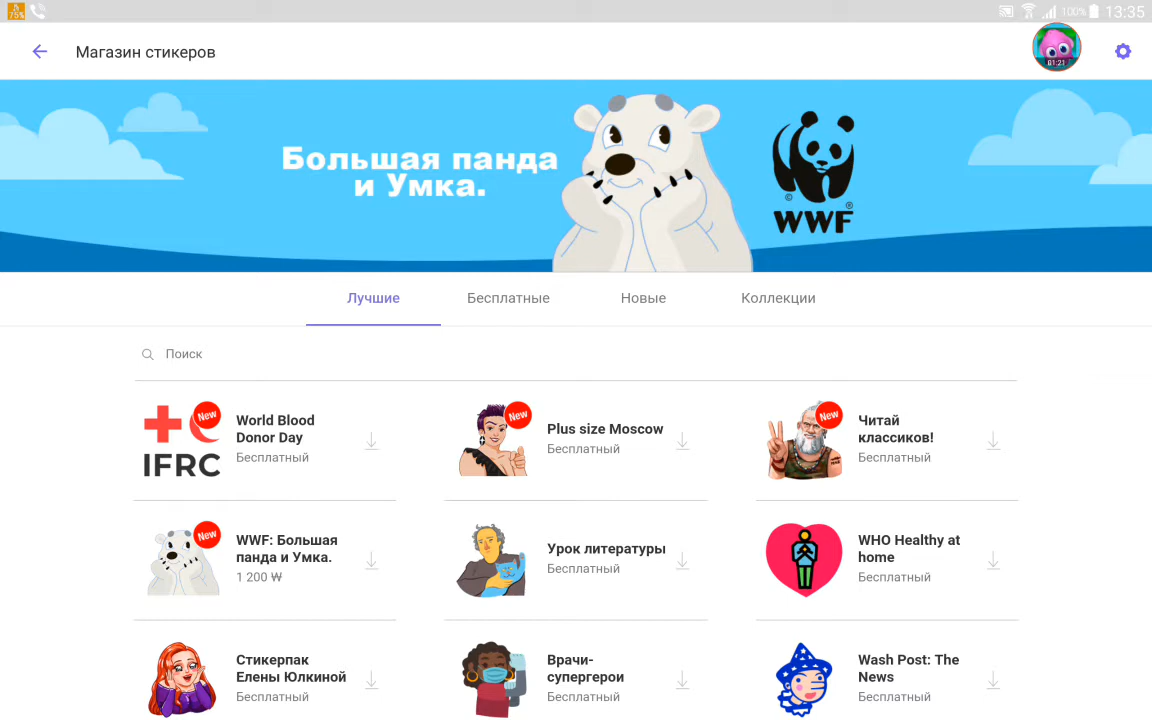 75%
100%
13:35
Магазин стикеров
01:21
Большая панда
и Умка.
©
®
WWF
Лучшие
Бесплатные
Новые
Коллекции
Поиск
New
IFRC
World Blood
Donor Day
Бесплатный
New
Plus size Moscow
Бесплатный
New
Читай
классиков!
Бесплатный
New
WWF: Большая
панда и Умка.
1 200 ₩
Урок литературы
Бесплатный
WHO Healthy at
home
Бесплатный
Стикерпак
Елены Юлкиной
Бесплатный
Врачи-
супергерои
Бесплатный
Wash Post: The
News
Бесплатный